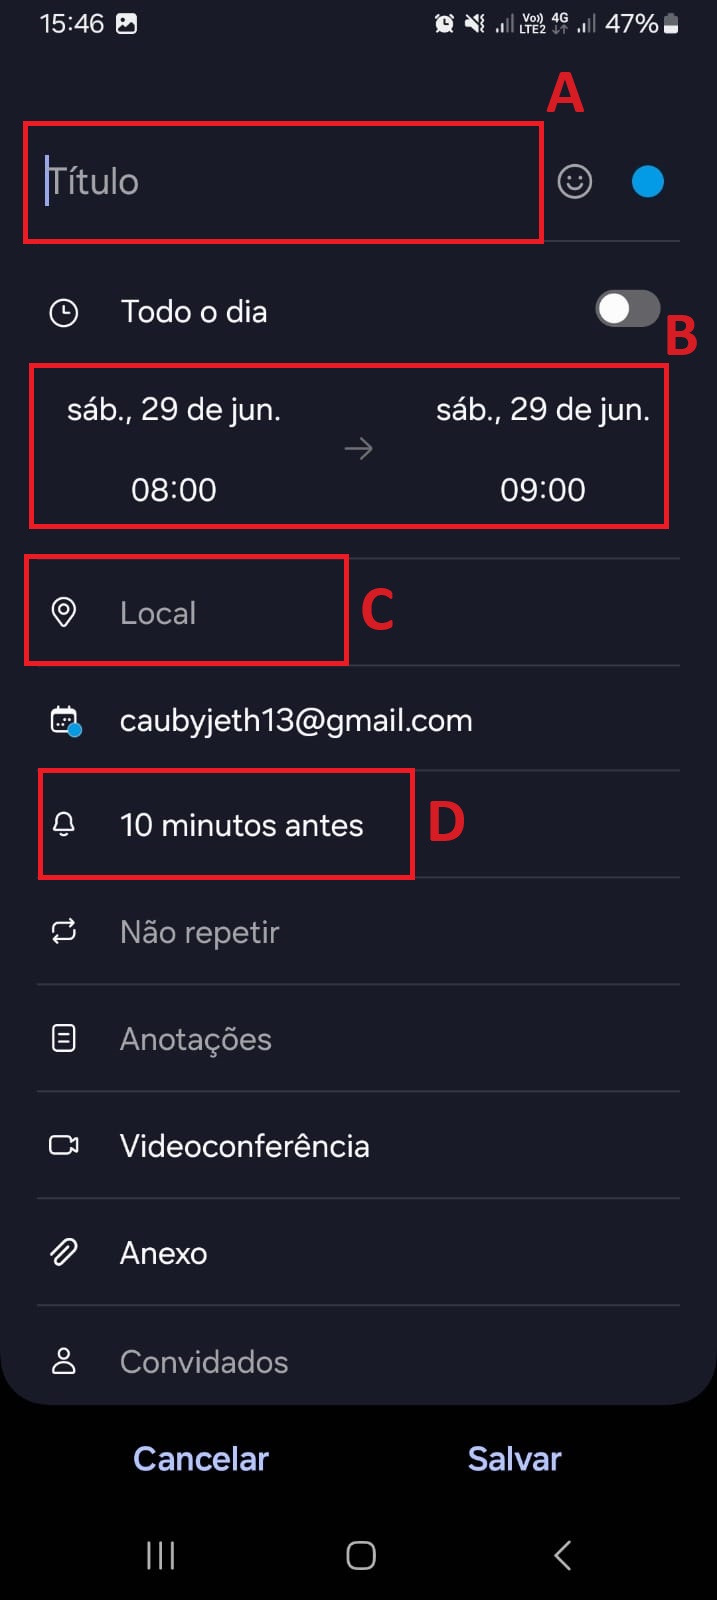 15:46 Vo)) LTE2 4G 47%
A
Título
Todo o dia
B
sáb., 29 de jun. sáb., 29 de jun.
08:00 09:00
Local C
caubyjeth13@gmail.com
10 minutos antes D
Não repetir
Anotações
Videoconferência
Anexo
Convidados
Cancelar Salvar